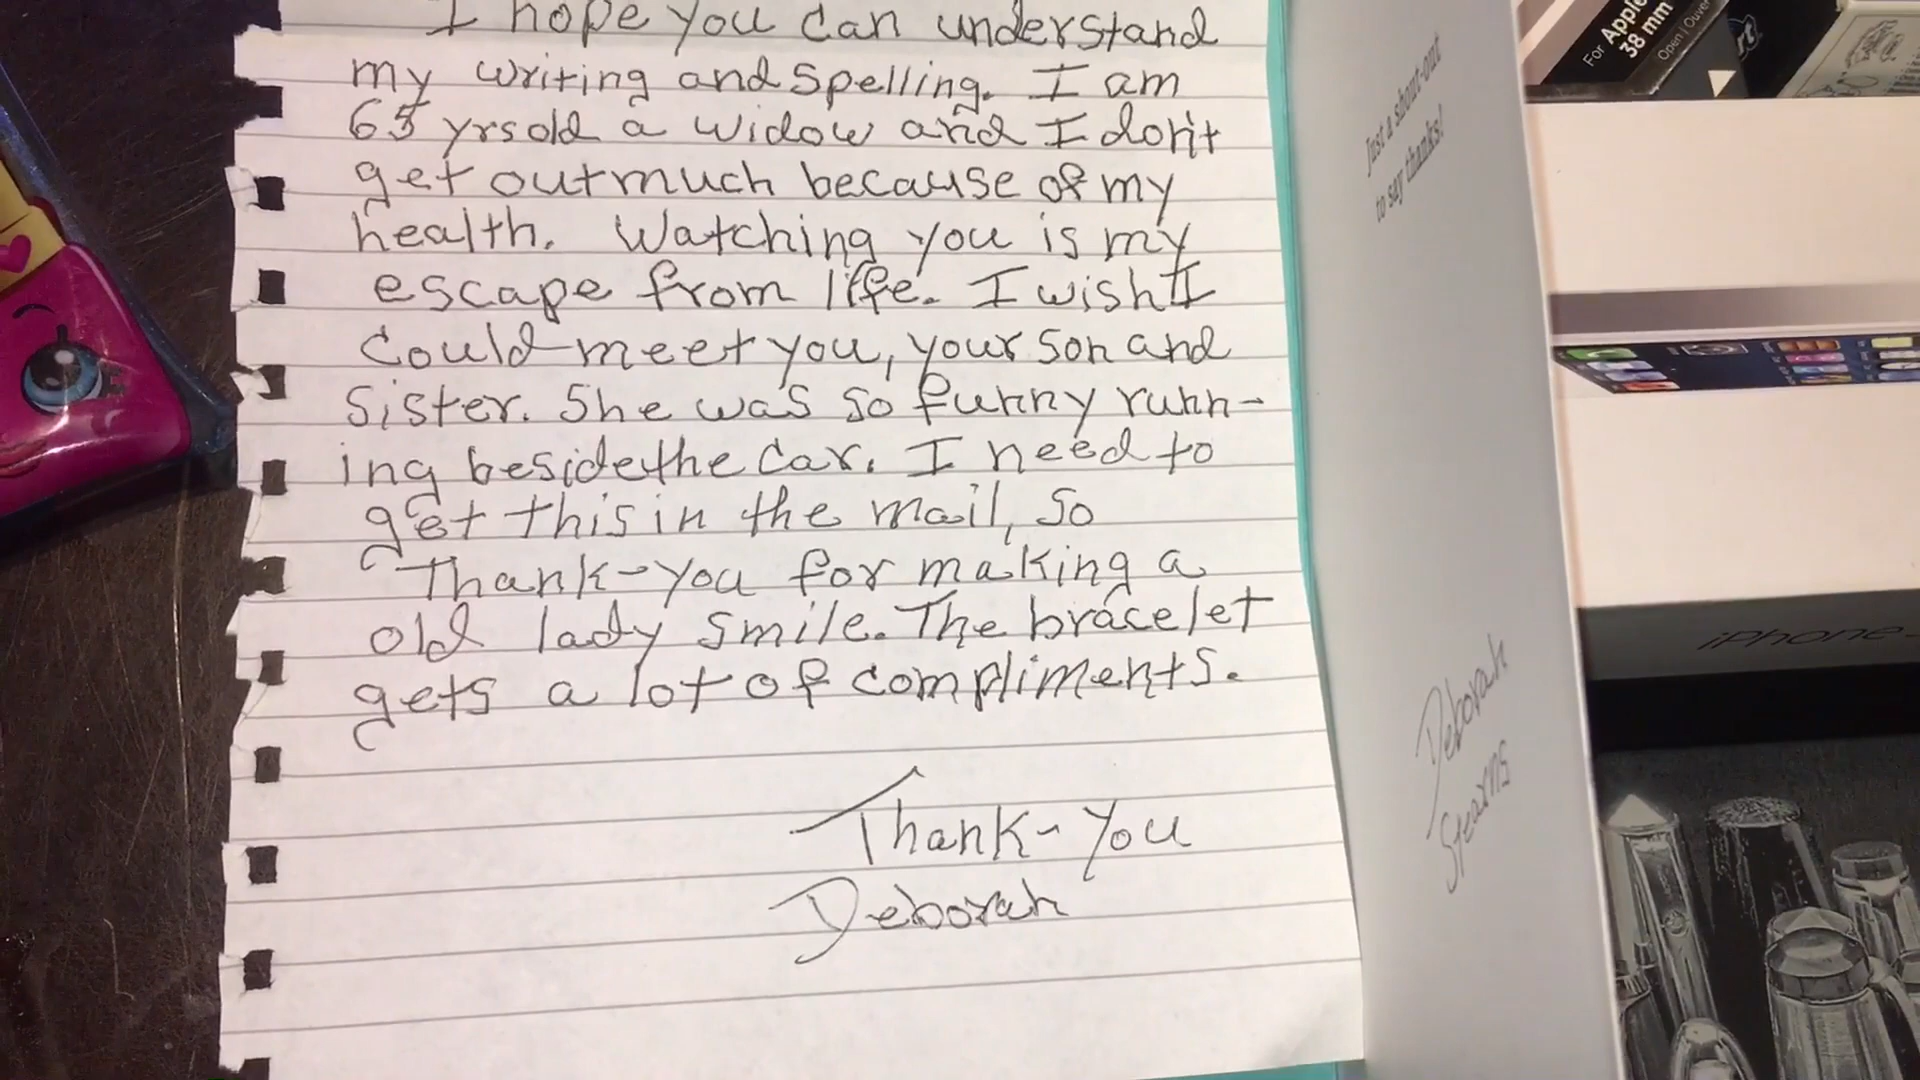 I hope you can understand
my writing and spelling. I am
65 yrs old a widow and I don't
get out much because of my
health. Watching you is my
escape from life. I wish I
could meet you, your son and
sister. She was so funny runn-
ing beside the car. I need to
get this in the mail, so
Thank-you for making a
old lady smile. The bracelet
gets a lot of compliments.
Thank-You
Deborah
Just a shout-out
to say thanks!
Deborah
Stearns
For Apple
38 mm
Open | Ouvr
iPhone